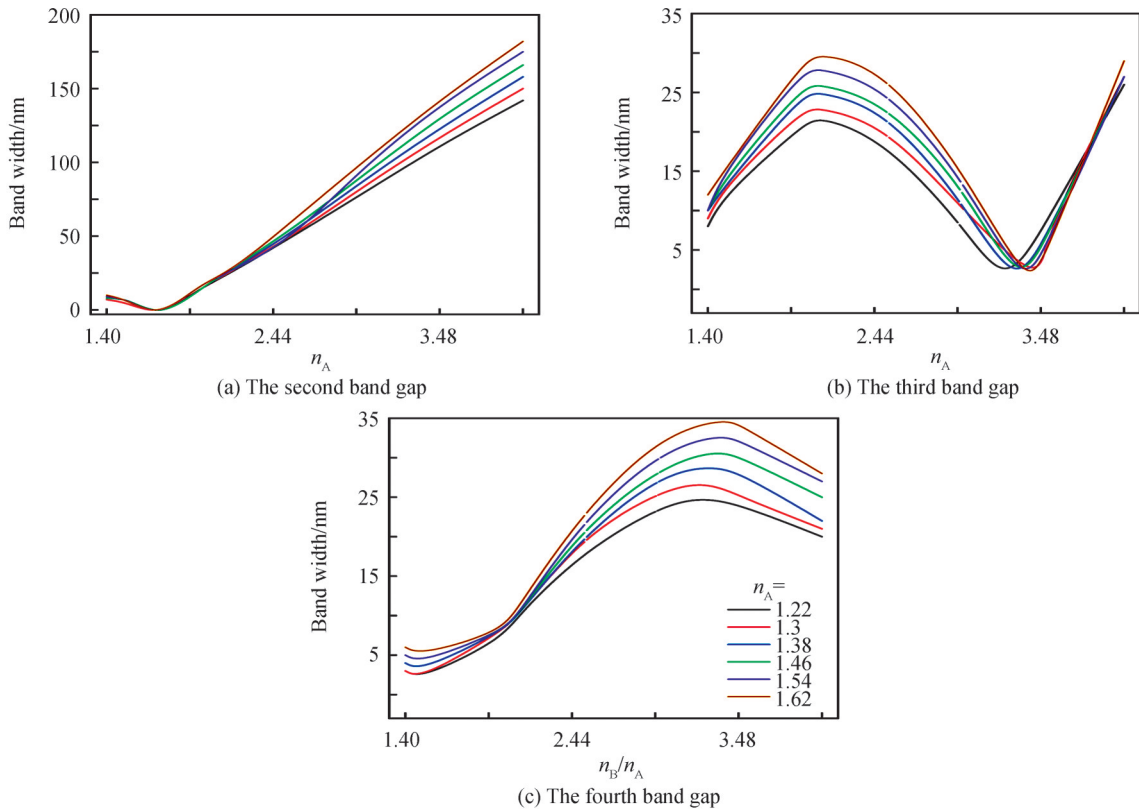 200
150
100
50
0
Band width/nm
1.40
2.44
3.48
n_A
(a) The second band gap
35
25
15
5
Band width/nm
1.40
2.44
3.48
n_A
(b) The third band gap
35
25
15
5
Band width/nm
n_A=
1.22
1.3
1.38
1.46
1.54
1.62
1.40
2.44
3.48
n_B/n_A
(c) The fourth band gap